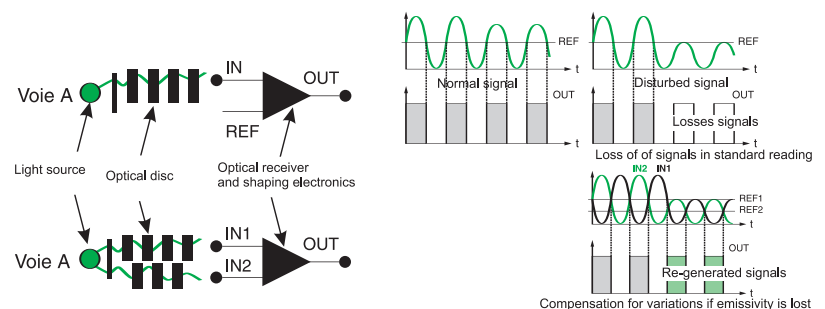 IN
OUT
Voie A
REF
Light source
Optical disc
Optical receiver
and shaping electronics
IN1
OUT
Voie A
IN2
REF
t
Normal signal
t
REF
t
Disturbed signal
OUT
Losses signals
t
Loss of of signals in standard reading
IN2 IN1
REF1
REF2
t
OUT
Re-generated signals
t
Compensation for variations if emissivity is lost